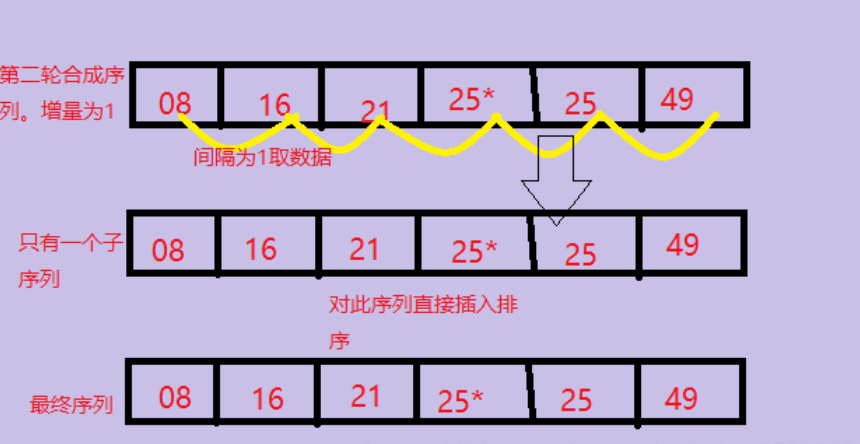 第二轮合成序
列。增量为1
08 16 21 25* 25 49
间隔为1取数据
只有一个子
序列
08 16 21 25* 25 49
对此序列直接插入排
序
最终序列
08 16 21 25* 25 49